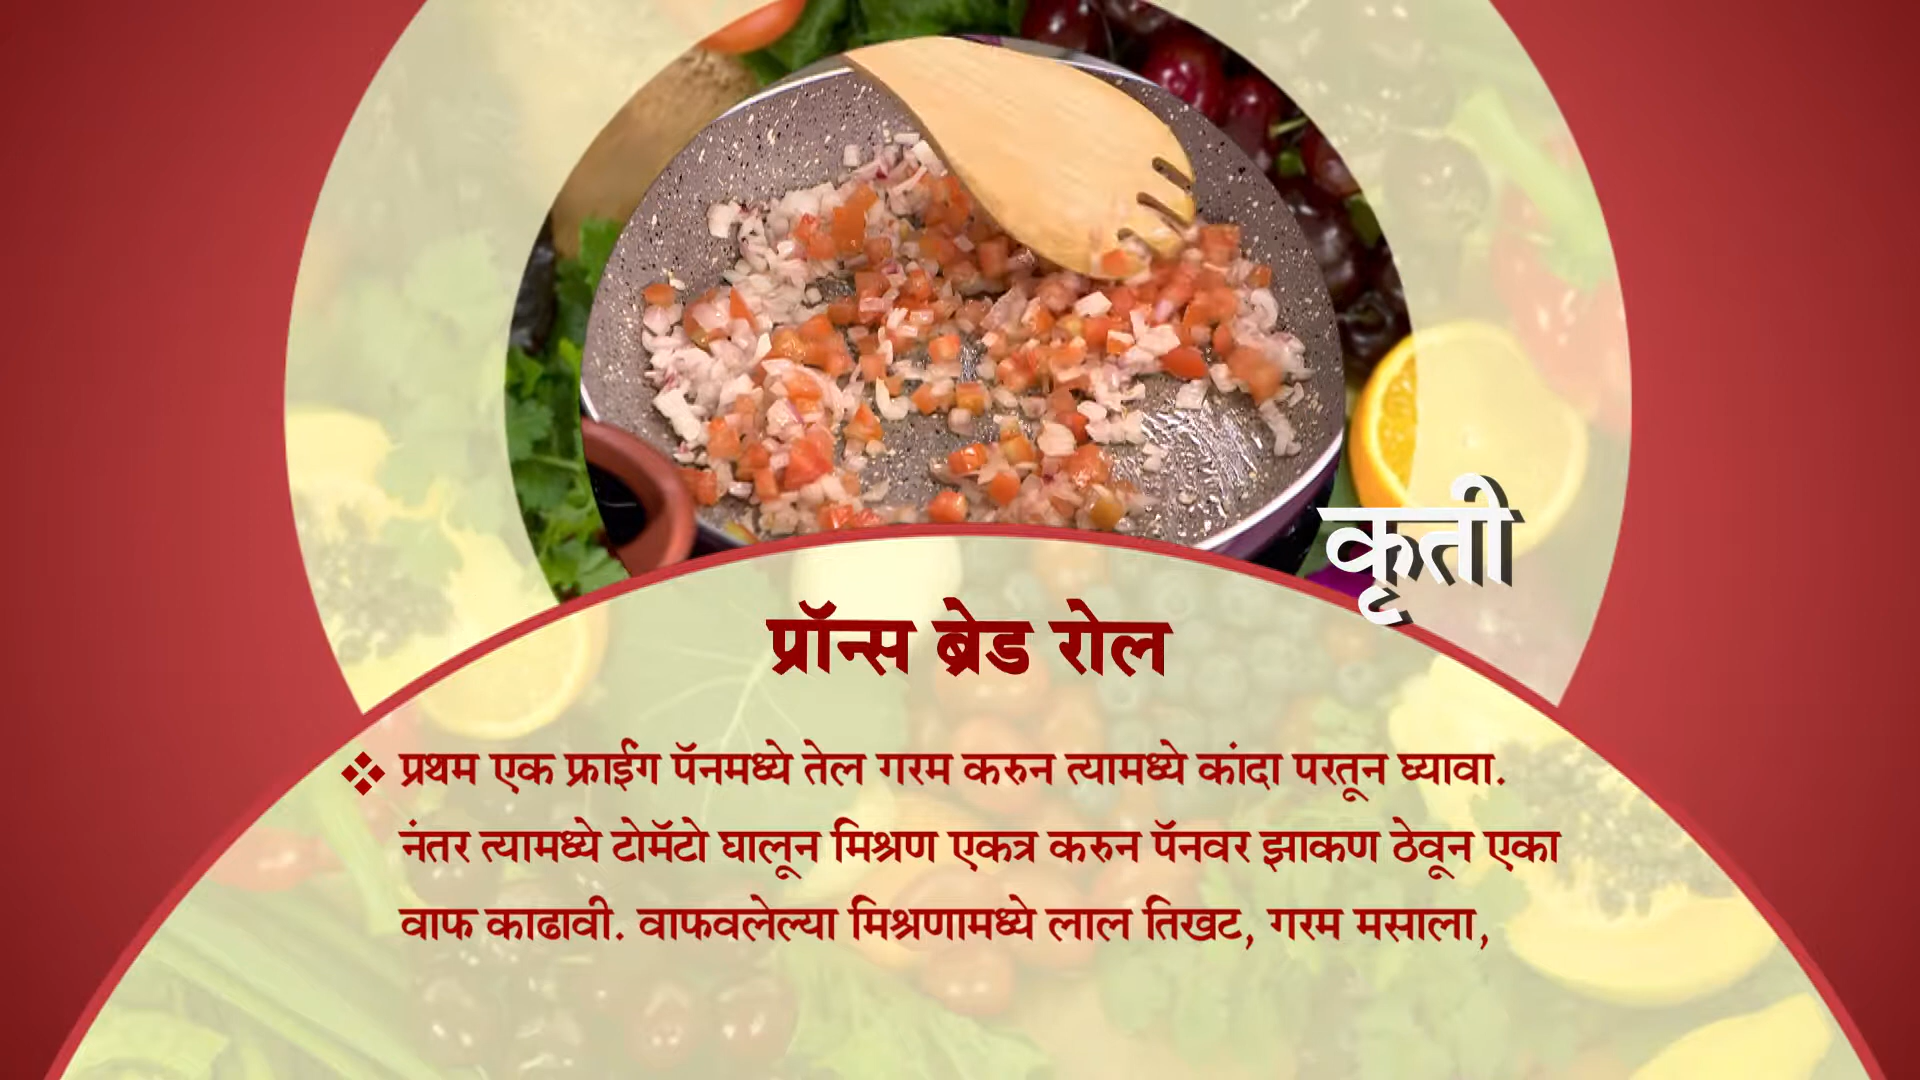 कृती
प्रॉन्स ब्रेड रोल
❖ प्रथम एक फ्राईंग पॅनमध्ये तेल गरम करुन त्यामध्ये कांदा परतून घ्यावा.
नंतर त्यामध्ये टोमॅटो घालून मिश्रण एकत्र करुन पॅनवर झाकण ठेवून एका
वाफ काढावी. वाफवलेल्या मिश्रणामध्ये लाल तिखट, गरम मसाला,